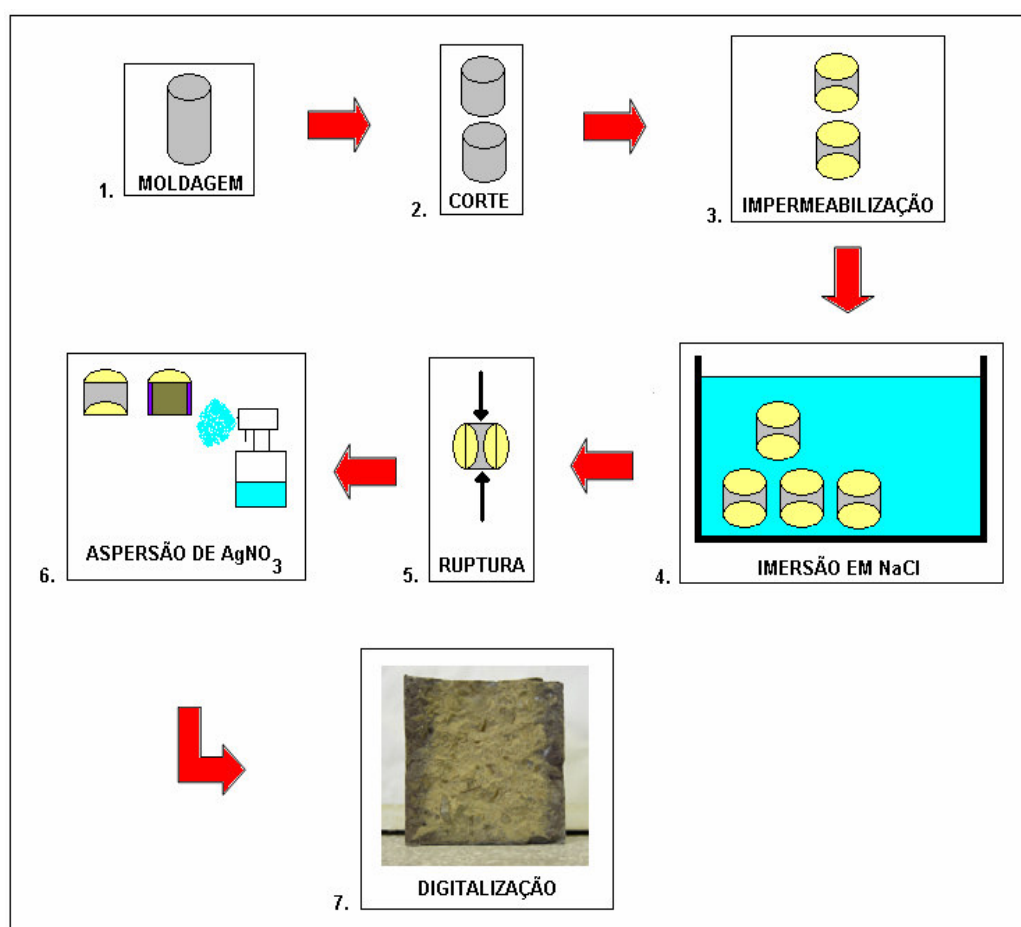 1. MOLDAGEM
2. CORTE
3. IMPERMEABILIZAÇÃO
4. IMERSÃO EM NaCl
5. RUPTURA
6. ASPERSÃO DE AgNO3
7. DIGITALIZAÇÃO